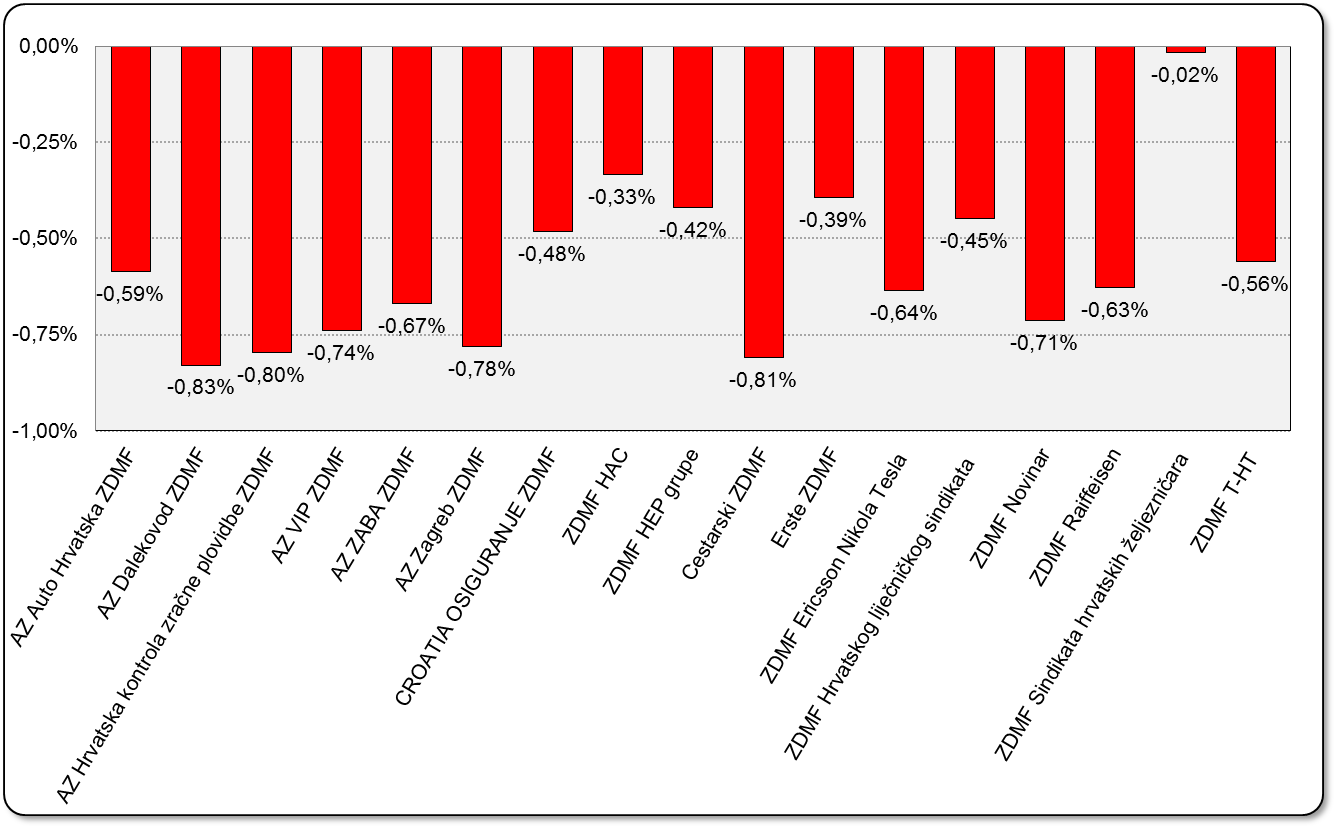 0,00%
-0,25%
-0,50%
-0,75%
-1,00%
-0,59%
-0,83%
-0,80%
-0,74%
-0,67%
-0,78%
-0,48%
-0,33%
-0,42%
-0,81%
-0,39%
-0,64%
-0,45%
-0,71%
-0,63%
-0,02%
-0,56%
AZ Auto Hrvatska ZDMF
AZ Dalekovod ZDMF
AZ Hrvatska kontrola zračne plovidbe ZDMF
AZ VIP ZDMF
AZ ZABA ZDMF
AZ Zagreb ZDMF
CROATIA OSIGURANJE ZDMF
ZDMF HAC
ZDMF HEP grupe
Cestarski ZDMF
Erste ZDMF
ZDMF Ericsson Nikola Tesla
ZDMF Hrvatskog liječničkog sindikata
ZDMF Novinar
ZDMF Raiffeisen
ZDMF Sindikata hrvatskih željezničara
ZDMF T-HT